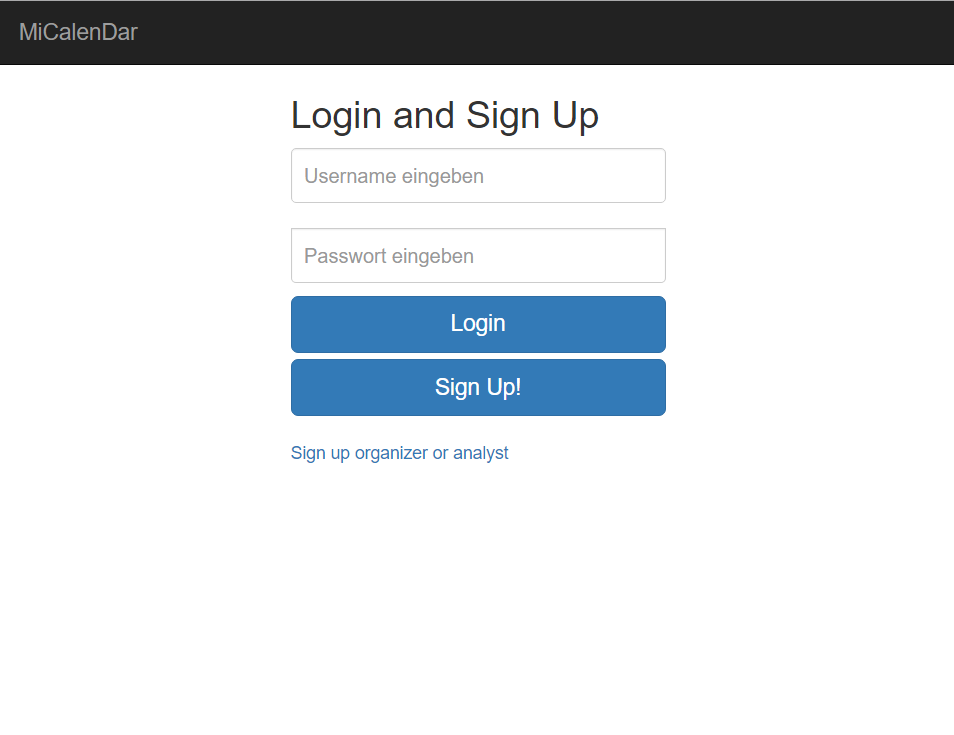 MiCalenDar
Login and Sign Up
Username eingeben
Passwort eingeben
Login
Sign Up!
Sign up organizer or analyst